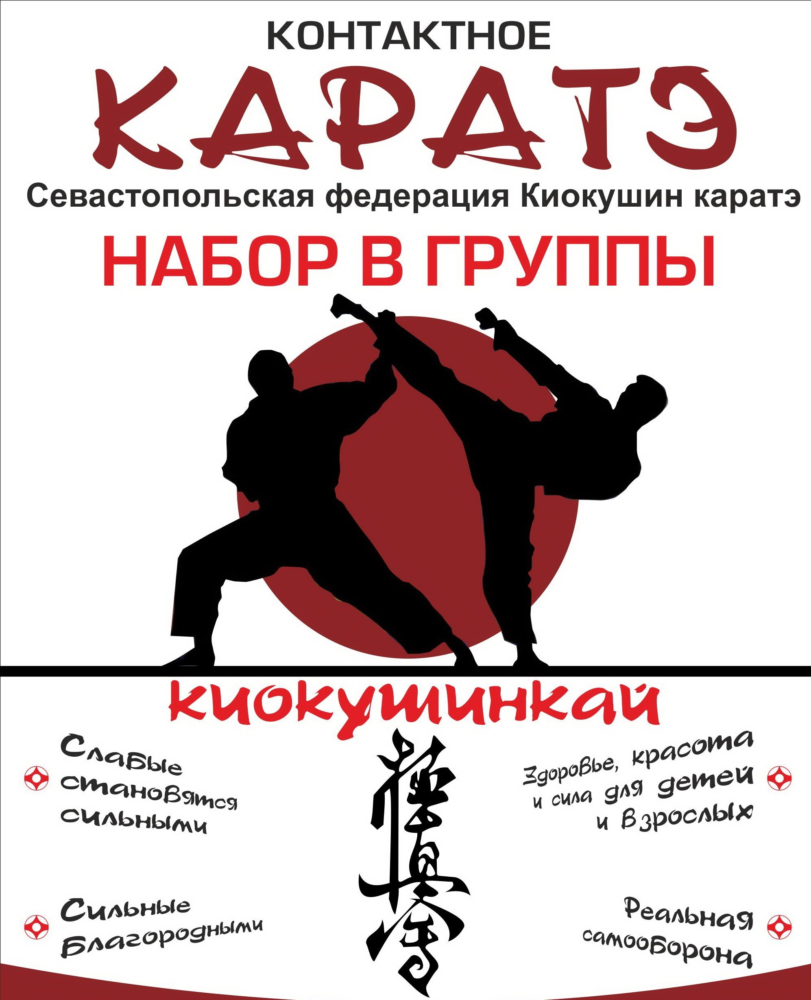 КОНТАКТНОЕ
КАРАТЭ
Севастопольская федерация Киокушин каратэ
НАБОР В ГРУППЫ
киокушинкай
Слабые
становятся
сильными
Здоровье, красота
и сила для детей
и взрослых
極真会
Сильные
Благородными
Реальная
самооборона